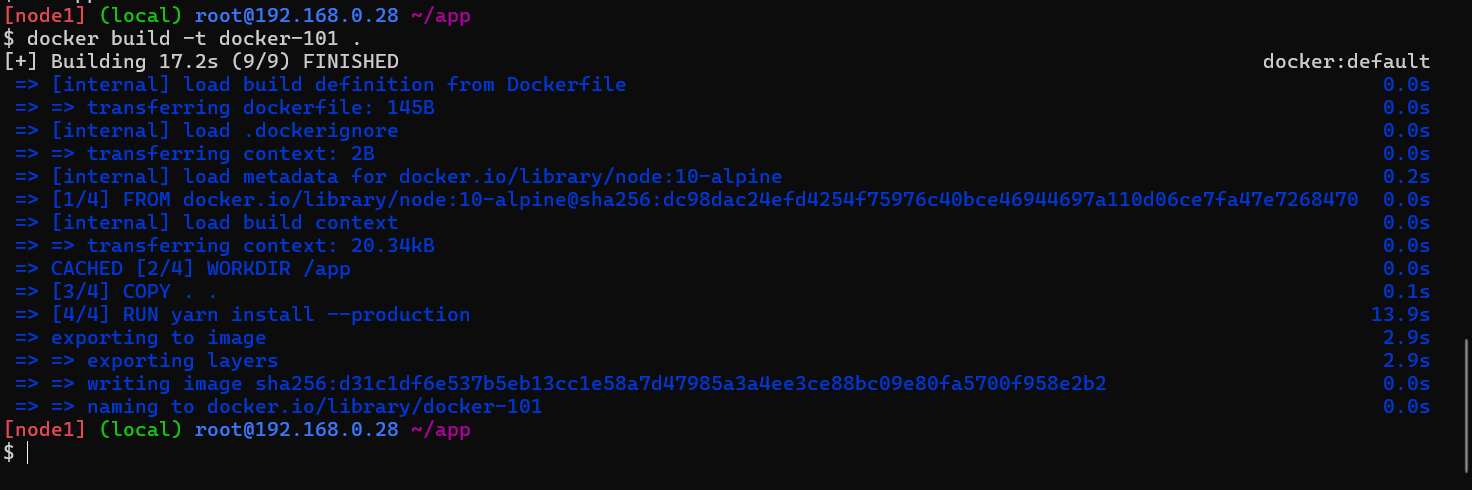 [node1] (local) root@192.168.0.28 ~/app
$ docker build -t docker-101 .
[+] Building 17.2s (9/9) FINISHED docker:default
=> [internal] load build definition from Dockerfile 0.0s
=> => transferring dockerfile: 145B 0.0s
=> [internal] load .dockerignore 0.0s
=> => transferring context: 2B 0.0s
=> [internal] load metadata for docker.io/library/node:10-alpine 0.2s
=> [1/4] FROM docker.io/library/node:10-alpine@sha256:dc98dac24efd4254f75976c40bce46944697a110d06ce7fa47e7268470 0.0s
=> [internal] load build context 0.0s
=> => transferring context: 20.34kB 0.0s
=> CACHED [2/4] WORKDIR /app 0.0s
=> [3/4] COPY . . 0.1s
=> [4/4] RUN yarn install --production 13.9s
=> exporting to image 2.9s
=> => exporting layers 2.9s
=> => writing image sha256:d31c1df6e537b5eb13cc1e58a7d47985a3a4ee3ce88bc09e80fa5700f958e2b2 0.0s
=> => naming to docker.io/library/docker-101 0.0s
[node1] (local) root@192.168.0.28 ~/app
$